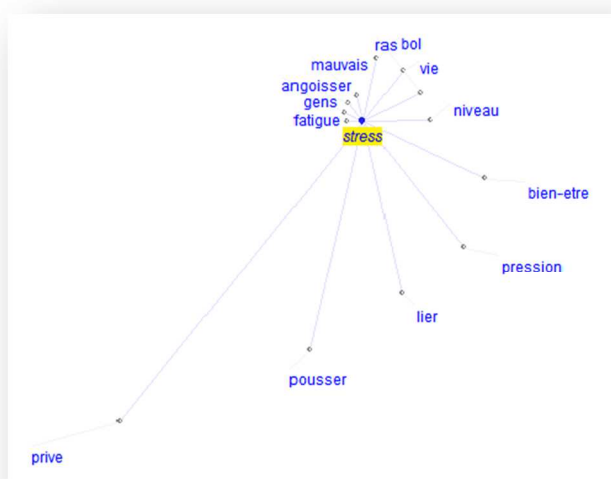 ras bol
mauvais
vie
angoisser
gens
niveau
fatigue
stress
bien-etre
pression
lier
pousser
prive